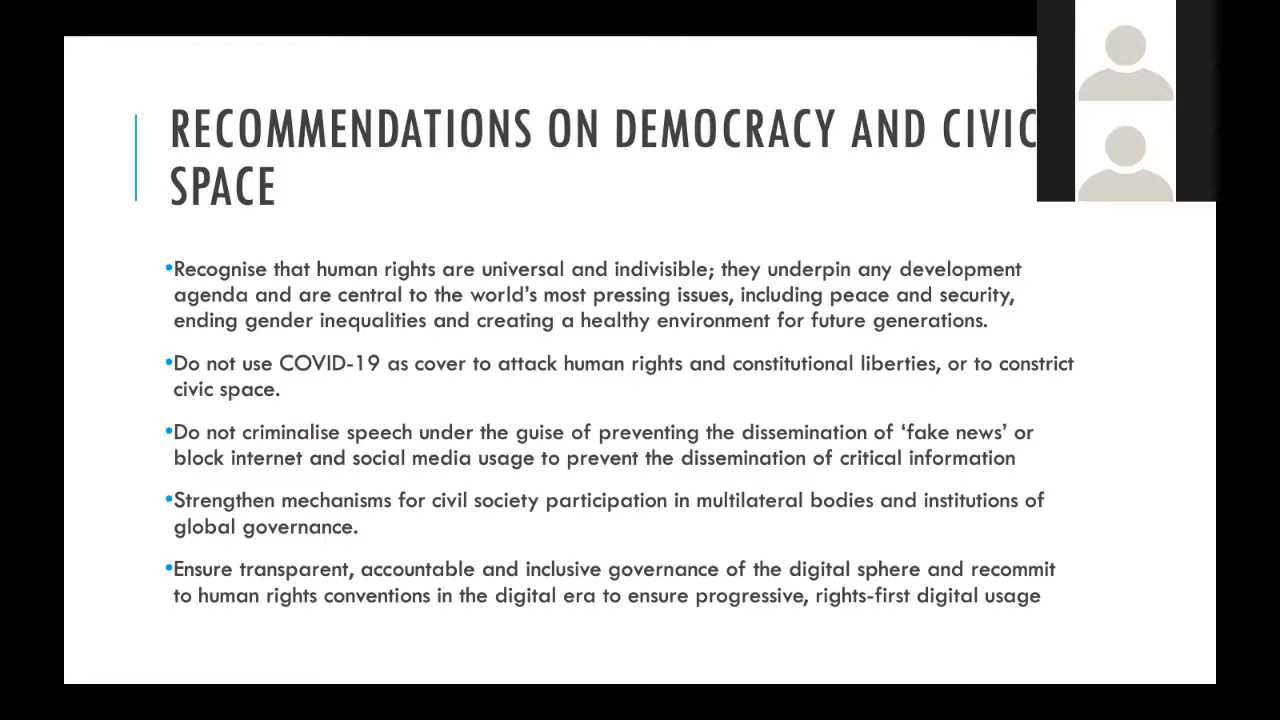 RECOMMENDATIONS ON DEMOCRACY AND CIVIC
SPACE
•Recognise that human rights are universal and indivisible; they underpin any development
agenda and are central to the world’s most pressing issues, including peace and security,
ending gender inequalities and creating a healthy environment for future generations.
•Do not use COVID-19 as cover to attack human rights and constitutional liberties, or to constrict
civic space.
•Do not criminalise speech under the guise of preventing the dissemination of ‘fake news’ or
block internet and social media usage to prevent the dissemination of critical information
•Strengthen mechanisms for civil society participation in multilateral bodies and institutions of
global governance.
•Ensure transparent, accountable and inclusive governance of the digital sphere and recommit
to human rights conventions in the digital era to ensure progressive, rights-first digital usage